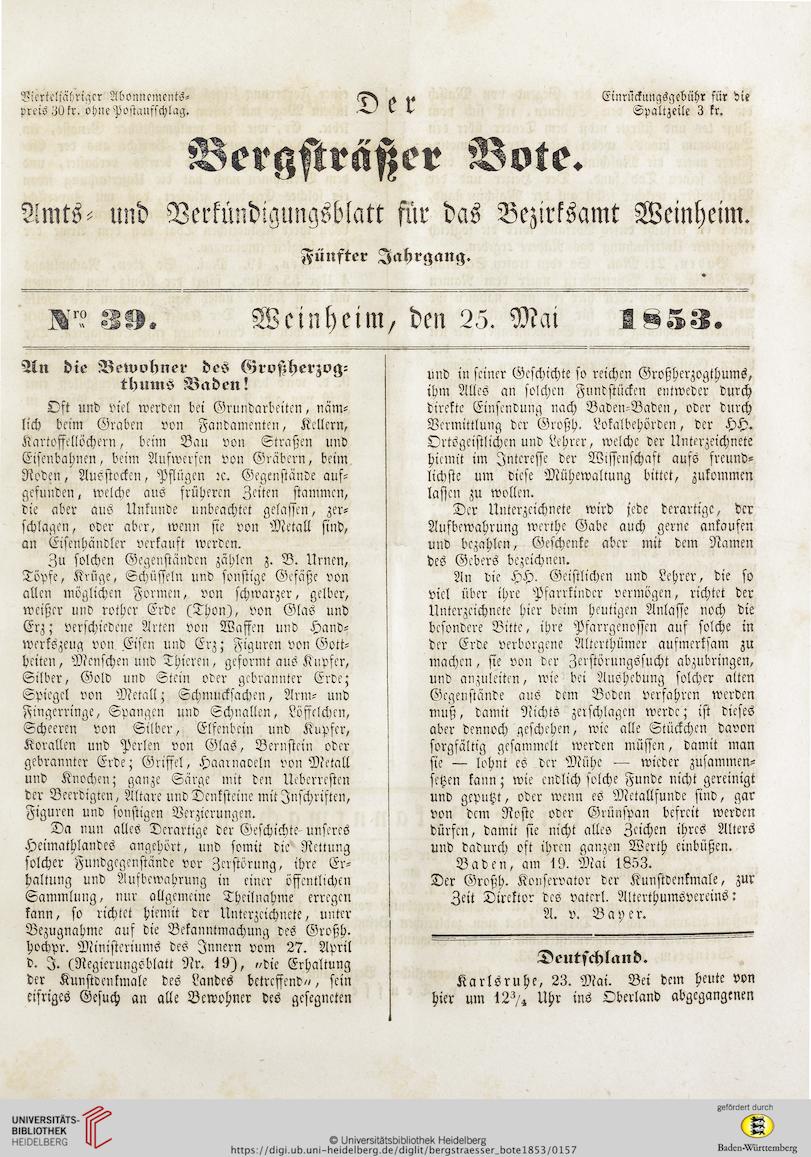 Vierteljähriger Abonnements-
preis 30 kr. ohne Postaufschlag.
Der
Einrückungsgebühr für die
Spaltzeile 3 kr.
Bergsträßer Bote.
Amts- und Verkündigungsblatt für das Bezirksamt Weinheim.
Fünfter Jahrgang.
Nro 39.
Weinheim, den 25. Mai
1853.
An die Bewohner des Großherzog-
thums Baden!
Oft und viel werden bei Grundarbeiten, näm-
lich beim Graben von Fandamenten, Kellern,
Kartoffellöchern, beim Bau von Straßen und
Eisenbahnen, beim Aufwerfen von Gräbern, beim
Roden, Ausstocken, Pflügen ꝛc. Gegenstände auf-
gefunden, welche aus früheren Zeiten stammen,
die aber aus Unkunde unbeachtet gelassen, zer-
schlagen, oder aber, wenn sie von Metall sind,
an Eisenhändler verkauft werden.
Zu solchen Gegenständen zählen z. B. Urnen,
Töpfe, Krüge, Schüsseln und sonstige Gefäße von
allen möglichen Formen, von schwarzer, gelber,
weißer und rother Erde (Thon), von Glas und
Erz; verschiedene Arten von Waffen und Hand-
werkszeug von Eisen und Erz; Figuren von Gott-
heiten, Menschen und Thieren, geformt aus Kupfer,
Silber, Gold und Stein oder gebrannter Erde;
Spiegel von Metall; Schmucksachen, Arm- und
Fingerringe, Spangen und Schnallen, Löffelchen,
Scheeren von Silber, Elfenbein und Kupfer,
Korallen und Perlen von Glas, Bernstein oder
gebrannter Erde; Griffel, Haarnadeln von Metall
und Knochen; ganze Särge mit den Ueberresten
der Beerdigten, Altare und Denksteine mit Inschriften,
Figuren und sonstigen Verzierungen.
Da nun alles Derartige der Geschichte unseres
Heimathlandes angehört, und somit die Rettung
solcher Fundgegenstände vor Zerstörung, ihre Er-
haltung und Aufbewahrung in einer öffentlichen
Sammlung, nur allgemeine Theilnahme erregen
kann, so richtet hiemit der Unterzeichnete, unter
Bezugnahme auf die Bekanntmachung des Großh.
hochpr. Ministeriums des Innern vom 27. April
d. J. (Regierungsblatt Nr. 19), "die Erhaltung
der Kunstdenkmale des Landes betreffend", sein
eifriges Gesuch an alle Bewohner des gesegneten
und in seiner Geschichte so reichen Großherzogthums,
ihm Alles an solchen Fundstücken entweder durch
direkte Einsendung nach Baden-Baden, oder durch
Vermittlung der Großh. Lokalbehörden, der HH.
Ortsgeistlichen und Lehrer, welche der Unterzeichnete
hiemit im Interesse der Wissenschaft aufs freund-
lichste um diese Mühewaltung bittet, zukommen
lassen zu wollen.
Der Unterzeichnete wird jede derartige, der
Aufbewahrung werthe Gabe auch gerne ankaufen
und bezahlen, Geschenke aber mit dem Namen
des Gebers bezeichnen.
An die HH. Geistlichen und Lehrer, die so
viel über ihre Pfarrkinder vermögen, richtet der
Unterzeichnete hier beim heutigen Anlasse noch die
besondere Bitte, ihre Pfarrgenossen auf solche in
der Erde verborgene Alterthümer aufmerksam zu
machen, sie von der Zerstörungssucht abzubringen,
und anzuleiten, wie bei Aushebung solcher alten
Gegenstände aus dem Boden verfahren werden
muß, damit Nichts zerschlagen werde; ist dieses
aber dennoch geschehen, wie alle Stückchen davon
sorgfältig gesammelt werden müssen, damit man
sie — lohnt es der Mühe — wieder zusammen-
setzen kann; wie endlich solche Funde nicht gereinigt
und geputzt, oder wenn es Metallfunde sind, gar
von dem Roste oder Grünspan befreit werden
dürfen, damit sie nicht alles Zeichen ihres Alters
und dadurch oft ihren ganzen Werth einbüßen.
Baden, am 19. Mai 1853.
Der Großh. Konservator der Kunstdenkmale, zur
Zeit Direktor des vaterl. Alterthumsvereins:
A. v. Bayer.
Deutschland.
Karlsruhe, 23. Mai. Bei dem heute von
hier um 12¾ Uhr ins Oberland abgegangenen
UNIVERSITÄTS-
BIBLIOTHEK
HEIDELBERG
© Universitätsbibliothek Heidelberg
https://digi.ub.uni-heidelberg.de/diglit/bergstraesser_bote1853/0157
gefördert durch
Baden-Württemberg